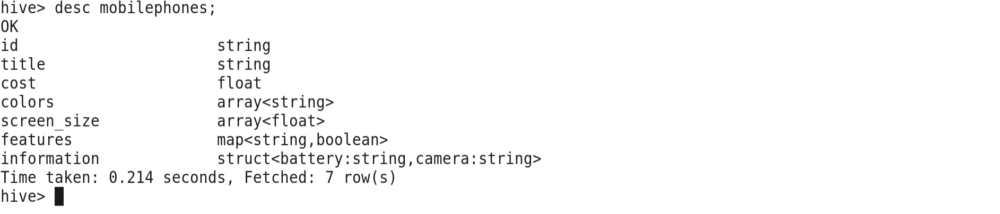 hive> desc mobilephones;
OK
id                      string
title                   string
cost                    float
colors                  array<string>
screen_size             array<float>
features                map<string,boolean>
information             struct<battery:string,camera:string>
Time taken: 0.214 seconds, Fetched: 7 row(s)
hive>